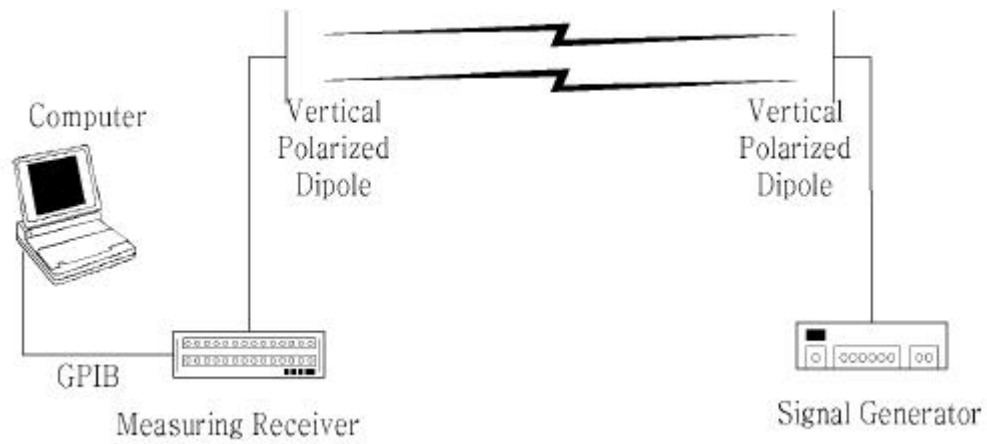 Computer
Vertical
Polarized
Dipole
Vertical
Polarized
Dipole
GPIB
Measuring Receiver
Signal Generator